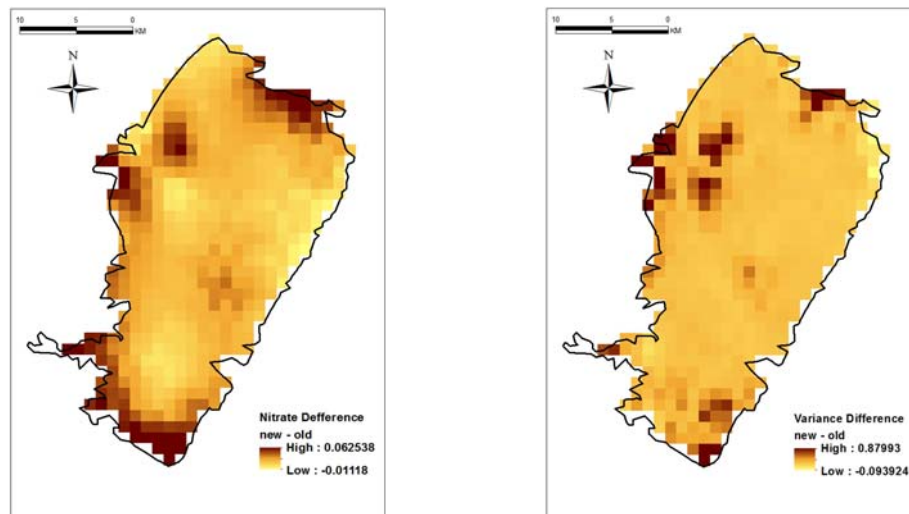 10 5 0
KM
N
Nitrate Defference
new - old
High : 0.062538
Low : -0.01118
10 5 0
KM
N
Variance Difference
new - old
High : 0.87993
Low : -0.093924